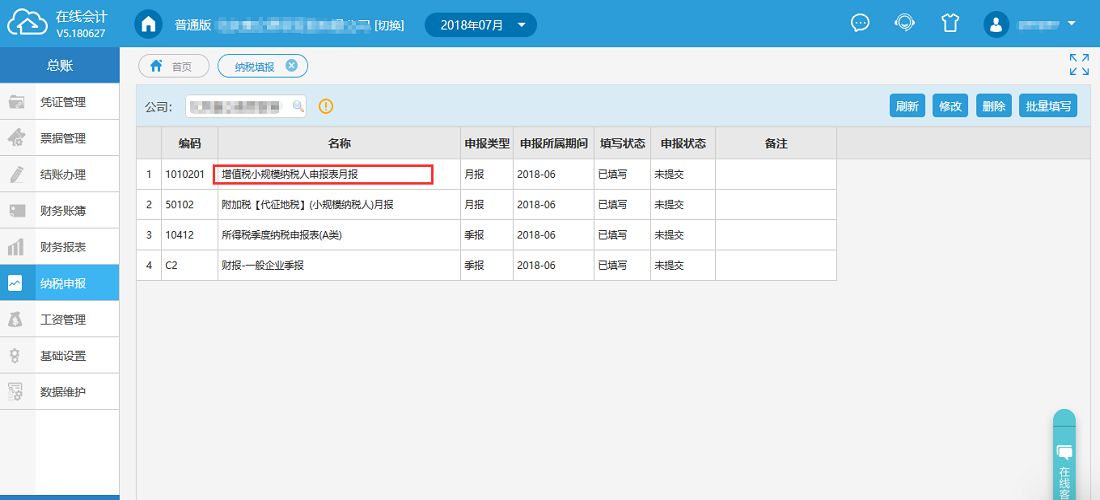 在线会计
V5.180627
普通版
[切换]
2018年07月
总账
凭证管理
票据管理
结账办理
财务账簿
财务报表
纳税申报
工资管理
基础设置
数据维护
首页
纳税填报
公司:
刷新
修改
删除
批量填写
编码 名称 申报类型 申报所属期间 填写状态 申报状态 备注
1 1010201 增值税小规模纳税人申报表月报 月报 2018-06 已填写 未提交
2 50102 附加税【代征地税】(小规模纳税人)月报 月报 2018-06 已填写 未提交
3 10412 所得税季度纳税申报表(A类) 季报 2018-06 已填写 未提交
4 C2 财报-一般企业季报 季报 2018-06 已填写 未提交
在线客